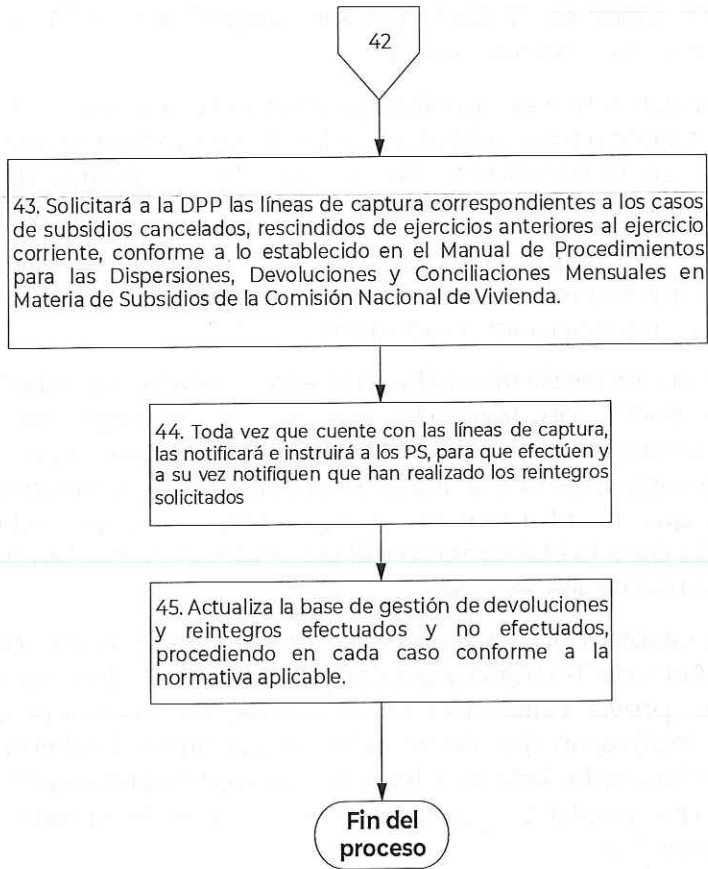 42
43. Solicitará a la DPP las líneas de captura correspondientes a los casos
de subsidios cancelados, rescindidos de ejercicios anteriores al ejercicio
corriente, conforme a lo establecido en el Manual de Procedimientos
para las Dispersiones, Devoluciones y Conciliaciones Mensuales en
Materia de Subsidios de la Comisión Nacional de Vivienda.
44. Toda vez que cuente con las líneas de captura,
las notificará e instruirá a los PS, para que efectúen y
a su vez notifiquen que han realizado los reintegros
solicitados
45. Actualiza la base de gestión de devoluciones
y reintegros efectuados y no efectuados,
procediendo en cada caso conforme a la
normativa aplicable.
Fin del
proceso